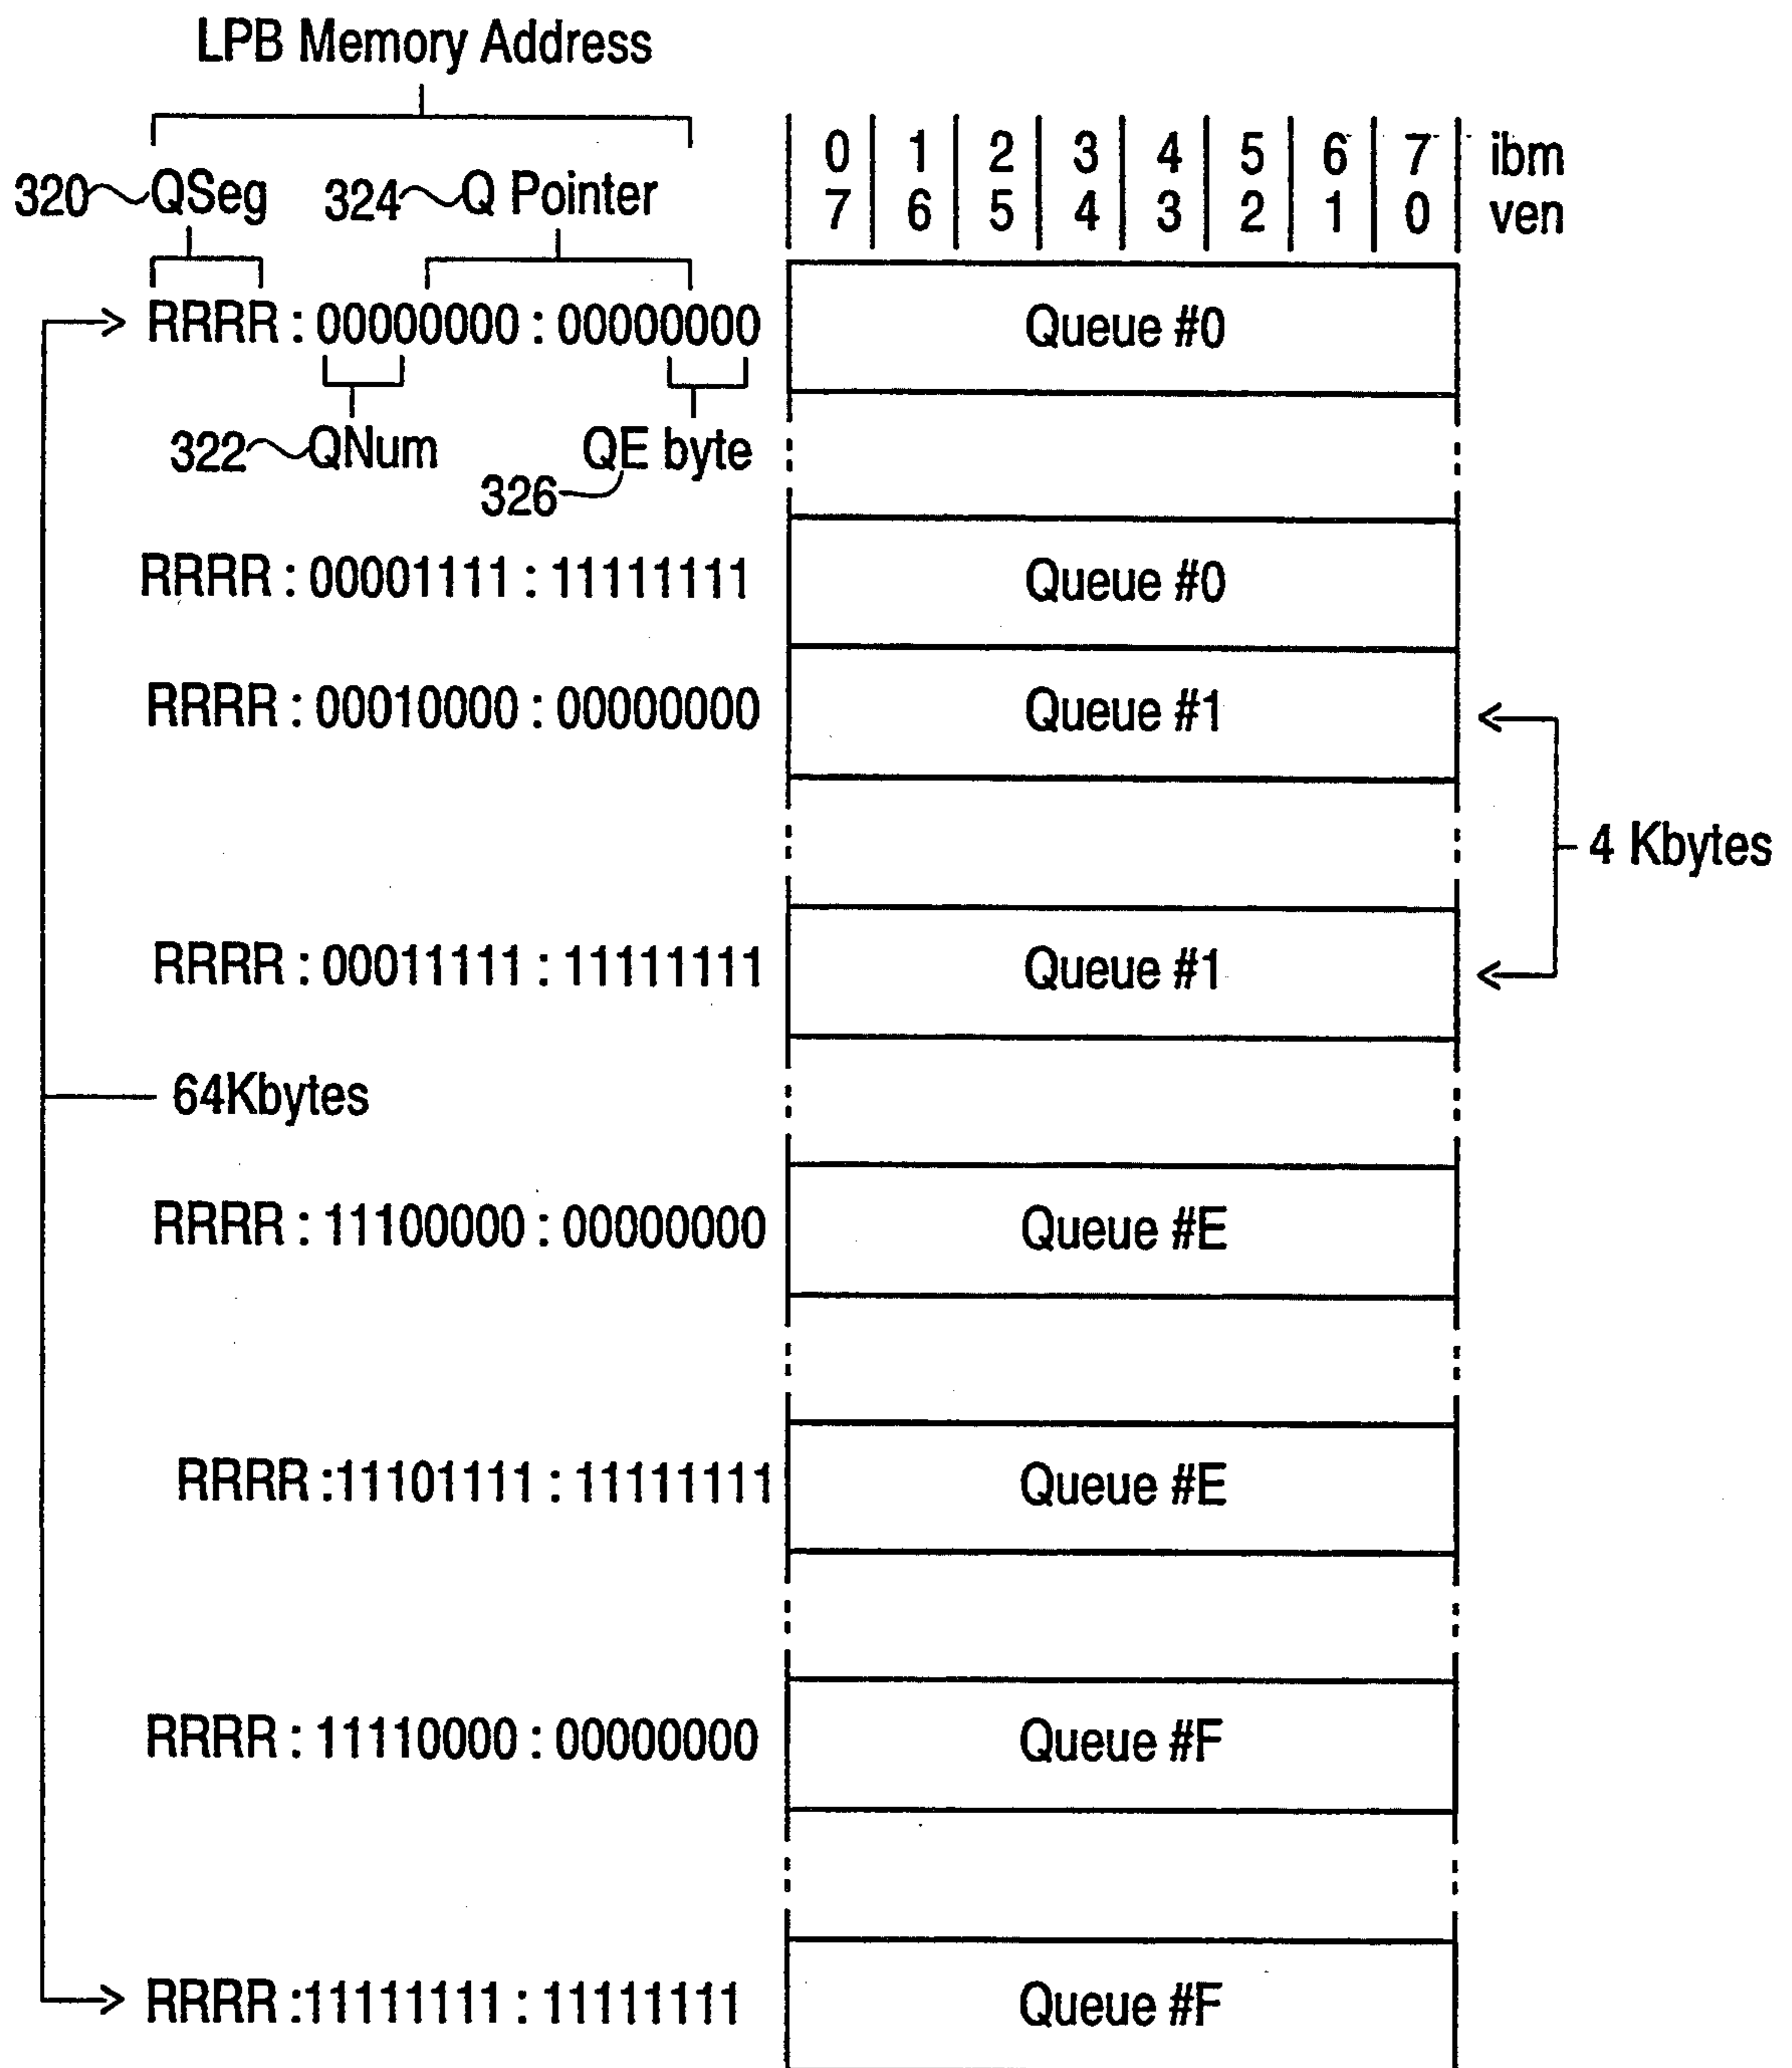 LPB Memory Address
0 1 2 3 4 5 6 7 ibm
7 6 5 4 3 2 1 0 ven
320 QSeg 324 Q Pointer
RRRR : 00000000 : 00000000 Queue #0
322 QNum QE byte
326
RRRR : 00001111 : 11111111 Queue #0
RRRR : 00010000 : 00000000 Queue #1
4 Kbytes
RRRR : 00011111 : 11111111 Queue #1
64Kbytes
RRRR : 11100000 : 00000000 Queue #E
RRRR :11101111 : 11111111 Queue #E
RRRR : 11110000 : 00000000 Queue #F
RRRR :11111111 : 11111111 Queue #F